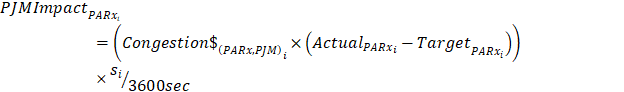 PJMImpact_{PARx_i}
= (Congestion$_{(PARx,PJM)_i} × (Actual_{PARx_i} − Target_{PARx_i}))
× s_i/3600sec